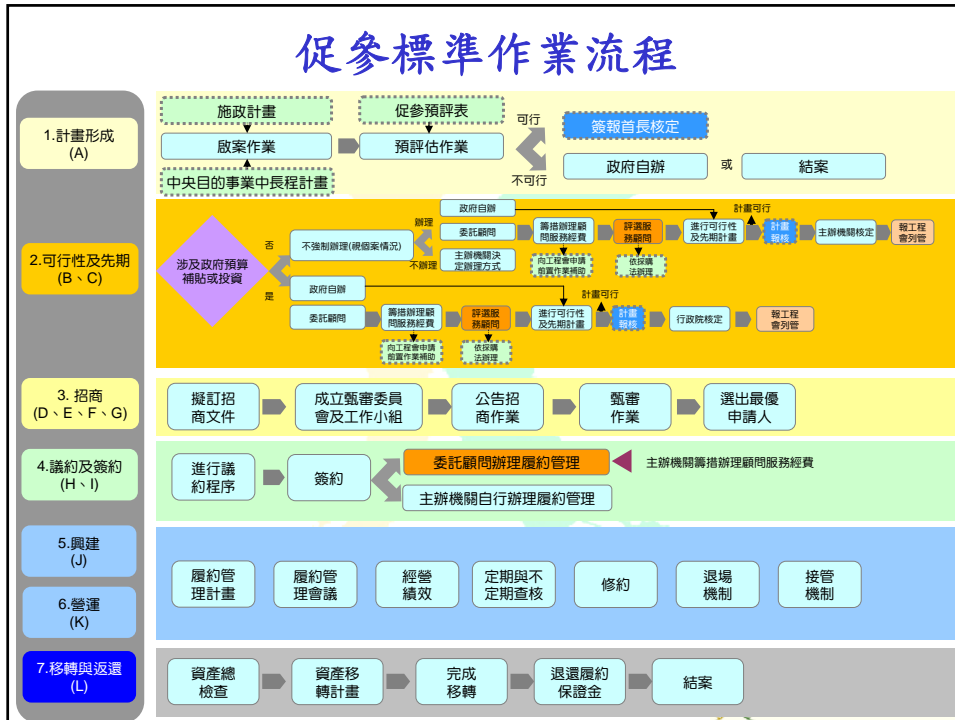 促參標準作業流程
1.計畫形成
(A)
施政計畫
促參預評表
啟案作業
預評估作業
中央目的事業中長程計畫
可行
不可行
簽報首長核定
政府自辦
或
結案
2.可行性及先期
(B、C)
涉及政府預算
補貼或投資
否
是
不強制辦理(視個案情況)
辦理
不辦理
政府自辦
委託顧問
主辦機關決
定辦理方式
籌措辦理顧
問服務經費
向工程會申請
前置作業補助
評選服
務顧問
依採購
法辦理
進行可行性
及先期計畫
計畫可行
計畫
報核
主辦機關核定
報工程
會列管
政府自辦
委託顧問
籌措辦理顧
問服務經費
向工程會申請
前置作業補助
評選服
務顧問
依採購
法辦理
進行可行性
及先期計畫
計畫可行
計畫
報核
行政院核定
報工程
會列管
3. 招商
(D、E、F、G)
擬訂招
商文件
成立甄審委員
會及工作小組
公告招
商作業
甄審
作業
選出最優
申請人
4.議約及簽約
(H、I)
進行議
約程序
簽約
委託顧問辦理履約管理
主辦機關籌措辦理顧問服務經費
主辦機關自行辦理履約管理
5.興建
(J)
6.營運
(K)
履約管
理計畫
履約管
理會議
經營
績效
定期與不
定期查核
修約
退場
機制
接管
機制
7.移轉與返還
(L)
資產總
檢查
資產移
轉計畫
完成
移轉
退還履約
保證金
結案